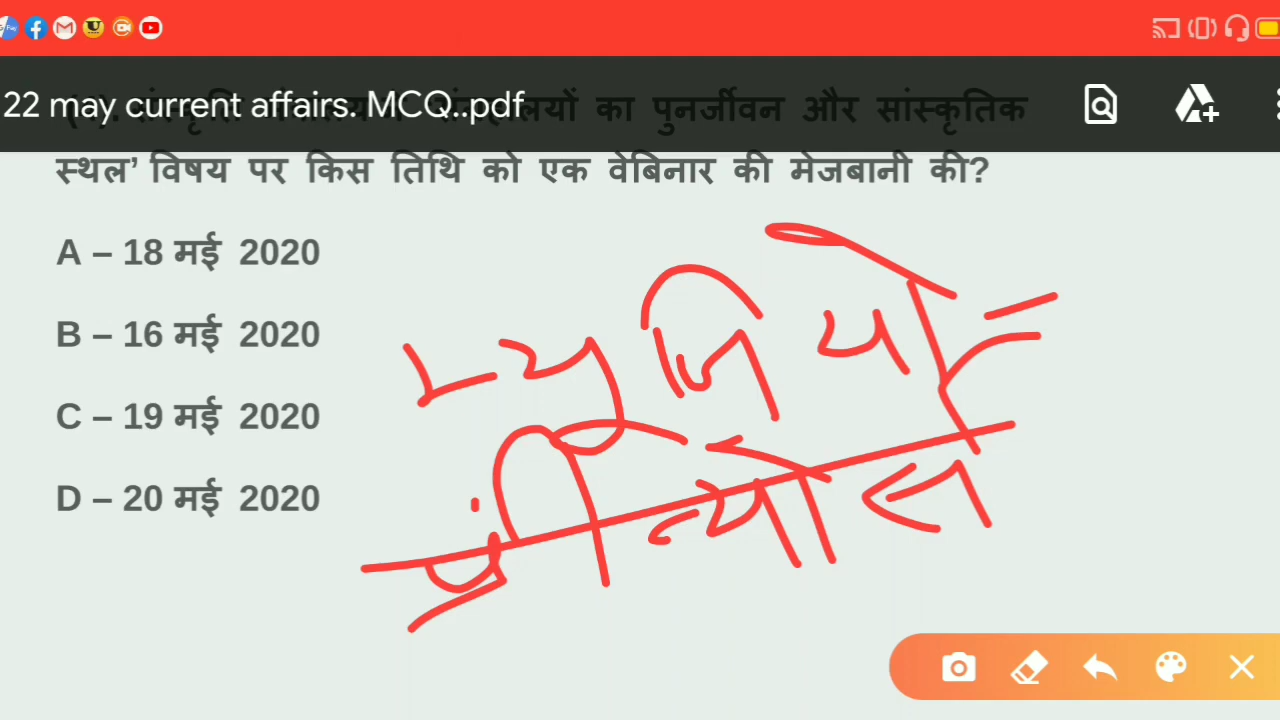 22 may current affairs. MCQ..pdf
का पुनर्जीवन और सांस्कृतिक
स्थल’ विषय पर किस तिथि को एक वेबिनार की मेजबानी की?
A – 18 मई 2020
B – 16 मई 2020
C – 19 मई 2020
D – 20 मई 2020